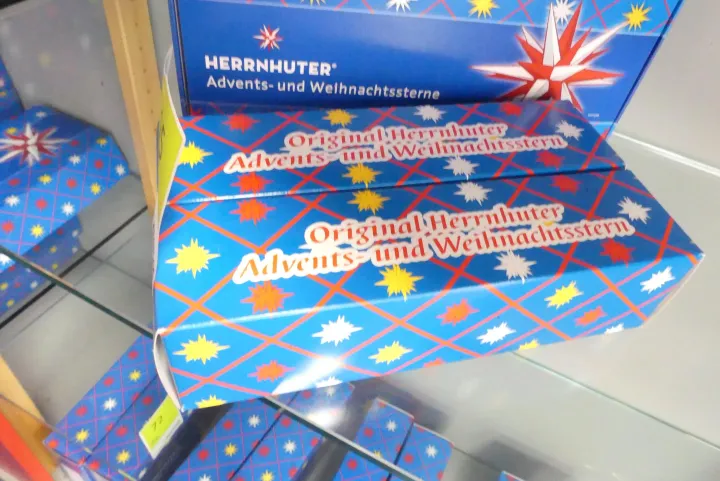 HERRNHUTER®
Advents- und Weihnachtssterne
Original Herrnhuter
Advents- und Weihnachtsstern
Original Herrnhuter
Advents- und Weihnachtsstern